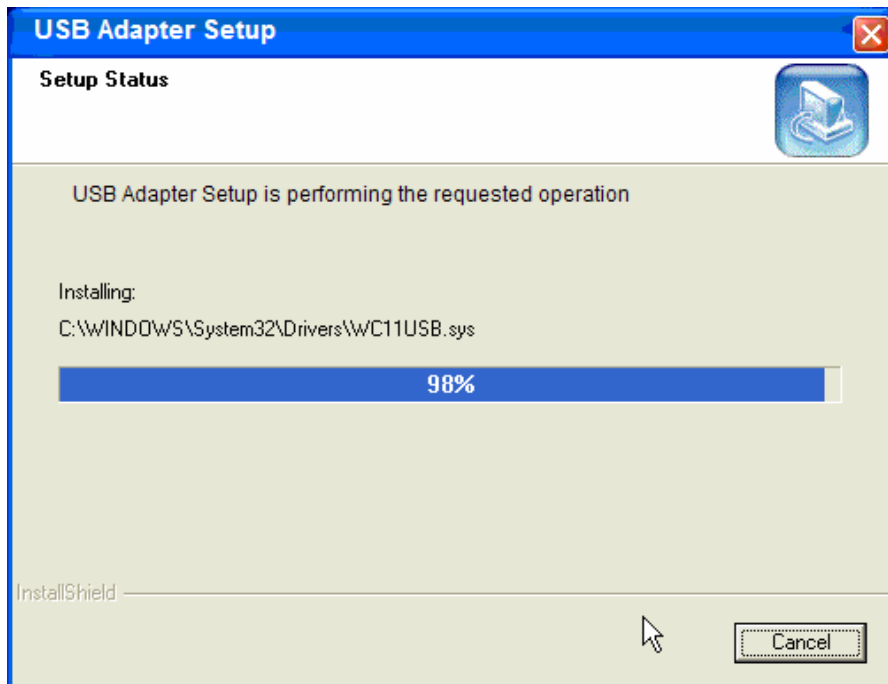 USB Adapter Setup
Setup Status
USB Adapter Setup is performing the requested operation
Installing:
C:\WINDOWS\System32\Drivers\WC11USB.sys
98%
InstallShield
Cancel